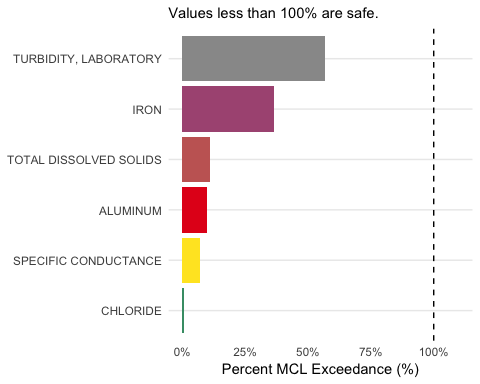 Values less than 100% are safe.
TURBIDITY, LABORATORY
IRON
TOTAL DISSOLVED SOLIDS
ALUMINUM
SPECIFIC CONDUCTANCE
CHLORIDE
0% 25% 50% 75% 100%
Percent MCL Exceedance (%)